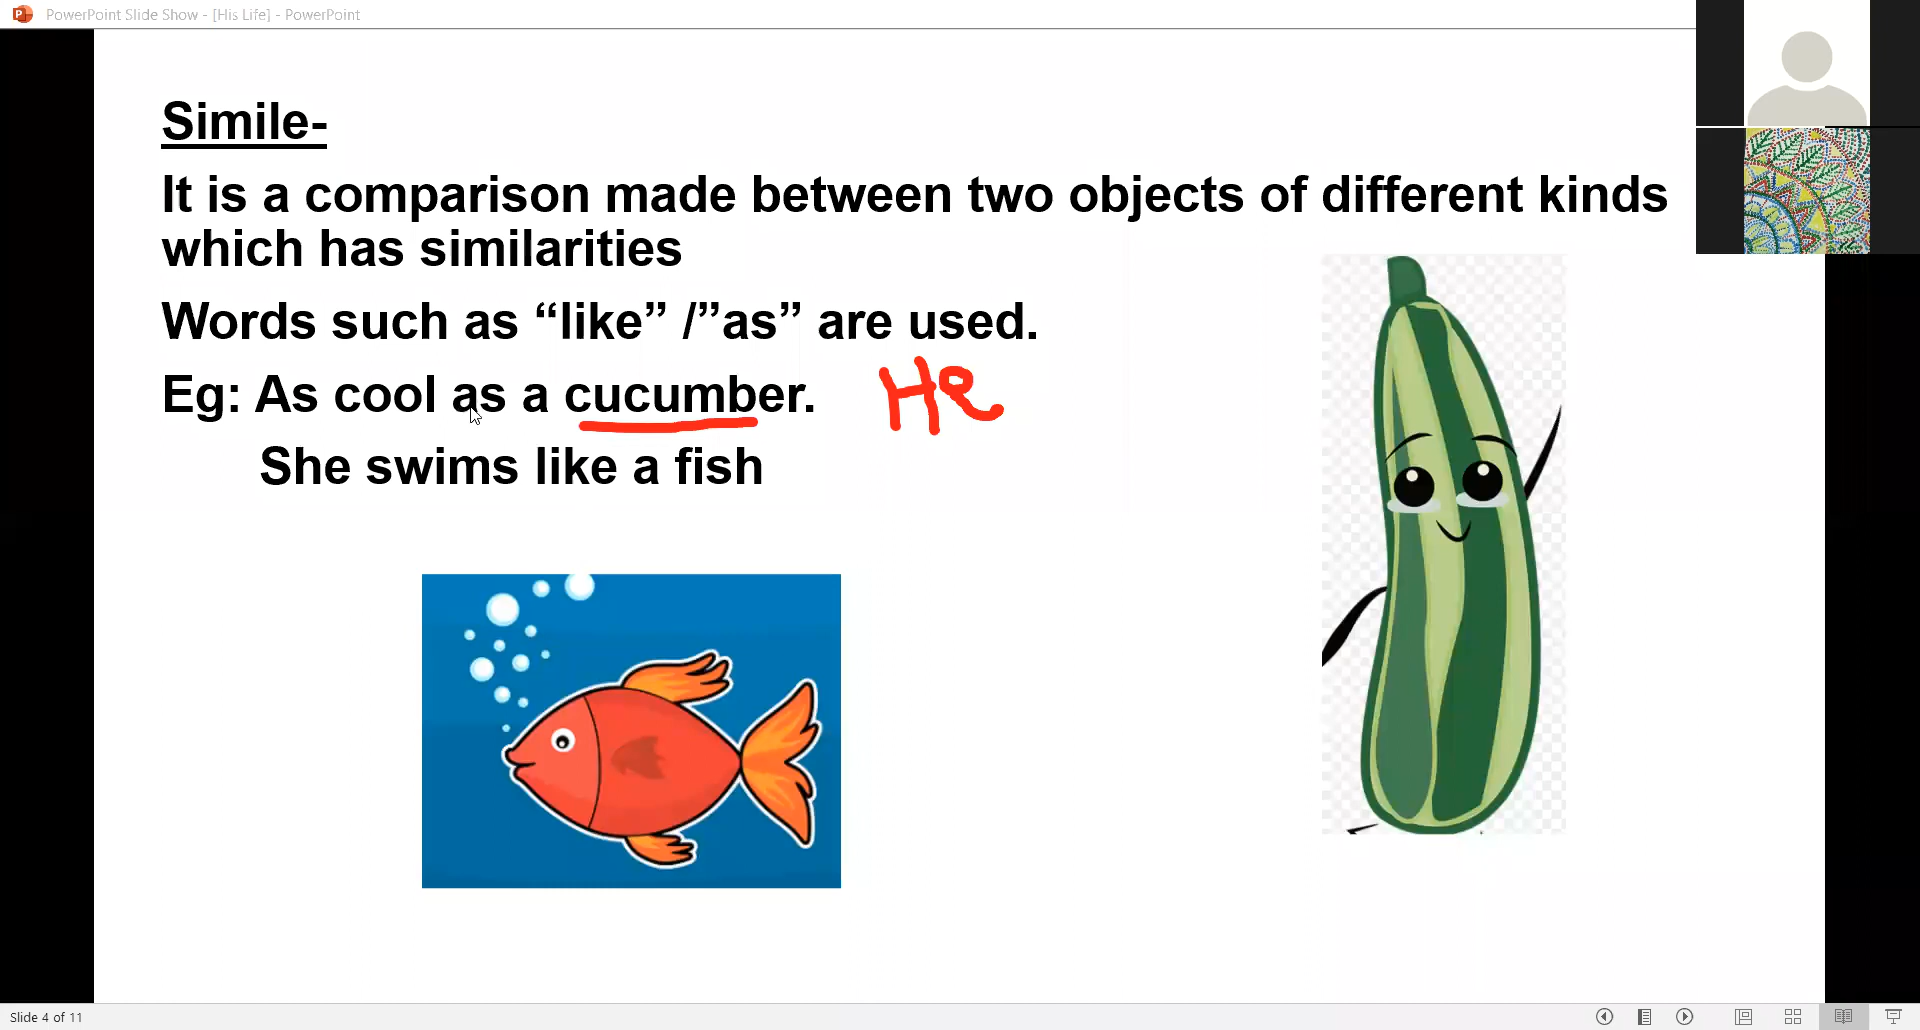 PowerPoint Slide Show - [His Life] - PowerPoint
Simile-
It is a comparison made between two objects of different kinds
which has similarities
Words such as “like” /”as” are used.
Eg: As cool as a cucumber. He
She swims like a fish
Slide 4 of 11